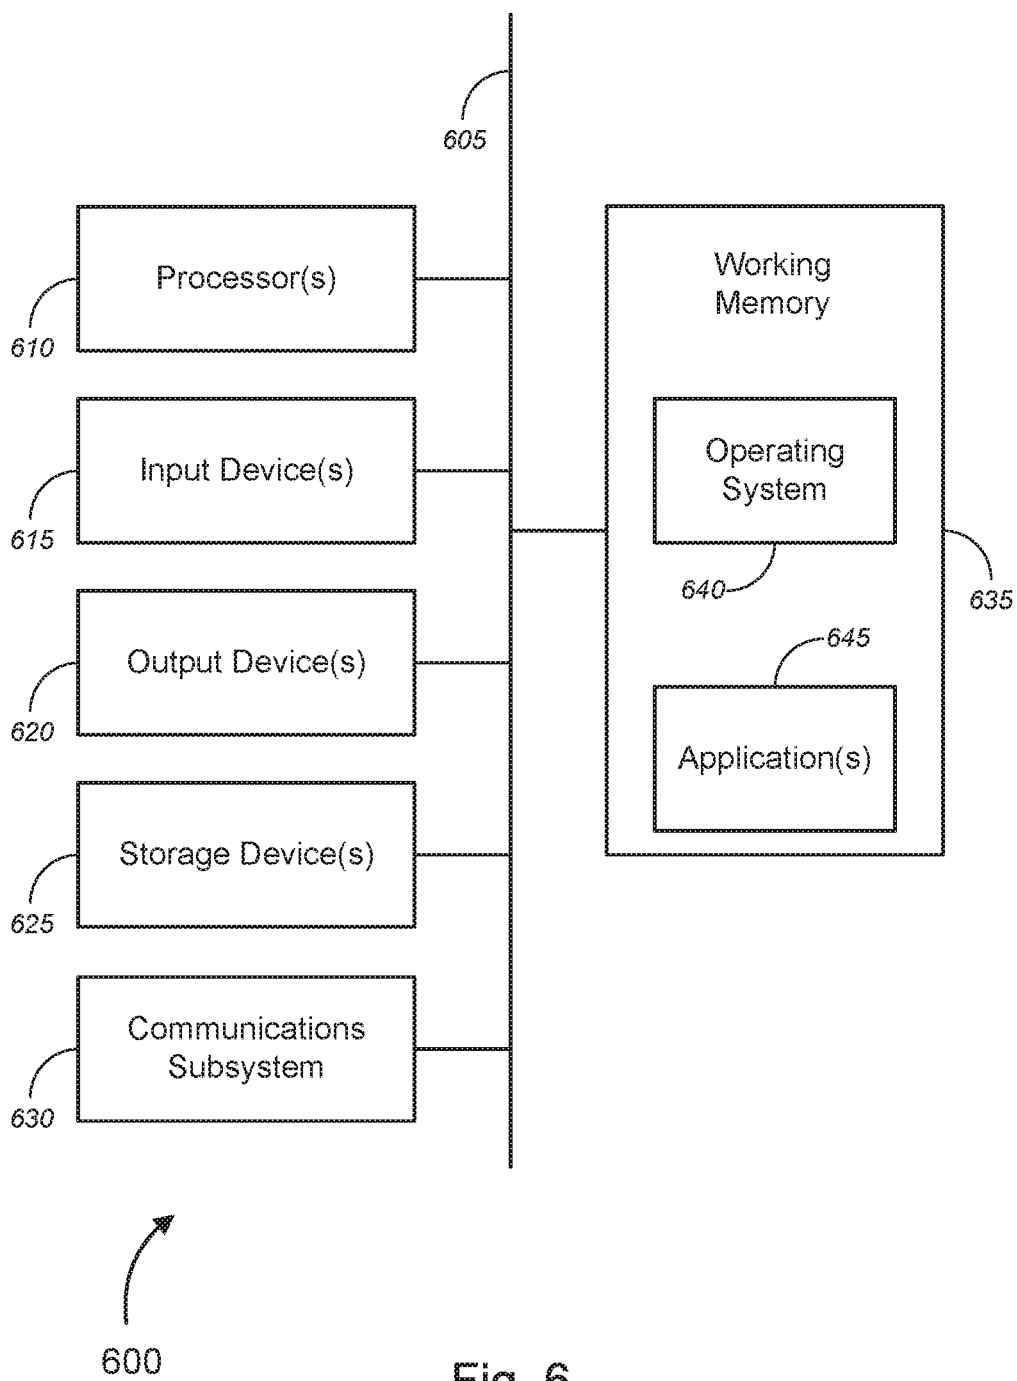 605
Processor(s)
610
Input Device(s)
615
Output Device(s)
620
Storage Device(s)
625
Communications
Subsystem
630
Working
Memory
Operating
System
640
635
645
Application(s)
600
Fig. 6